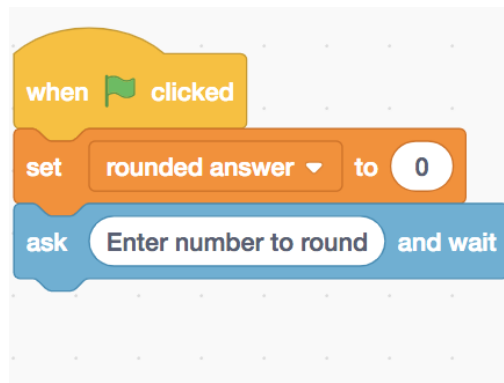 when clicked
set rounded answer to 0
ask Enter number to round and wait